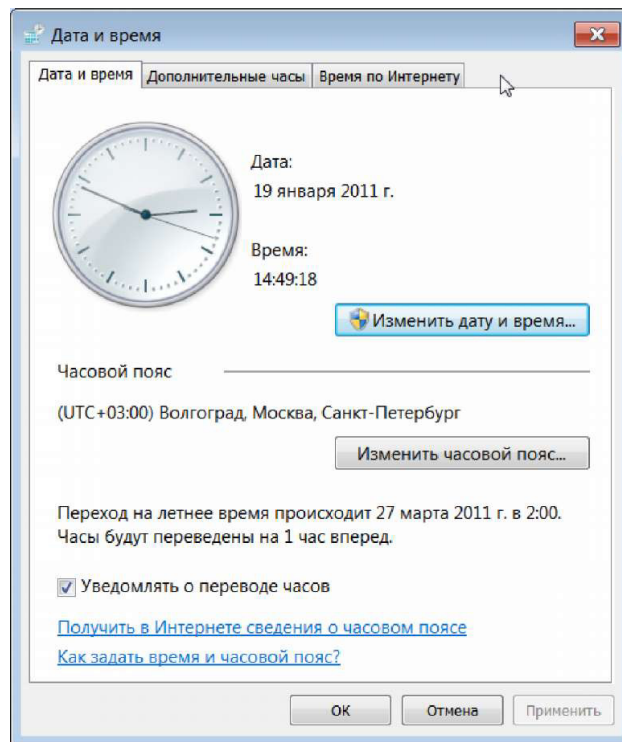 Дата и время
Дата и время Дополнительные часы Время по Интернету
Дата:
19 января 2011 г.
Время:
14:49:18
Изменить дату и время...
Часовой пояс
(UTC+03:00) Волгоград, Москва, Санкт-Петербург
Изменить часовой пояс...
Переход на летнее время происходит 27 марта 2011 г. в 2:00.
Часы будут переведены на 1 час вперед.
Уведомлять о переводе часов
Получить в Интернете сведения о часовом поясе
Как задать время и часовой пояс?
ОК Отмена Применить